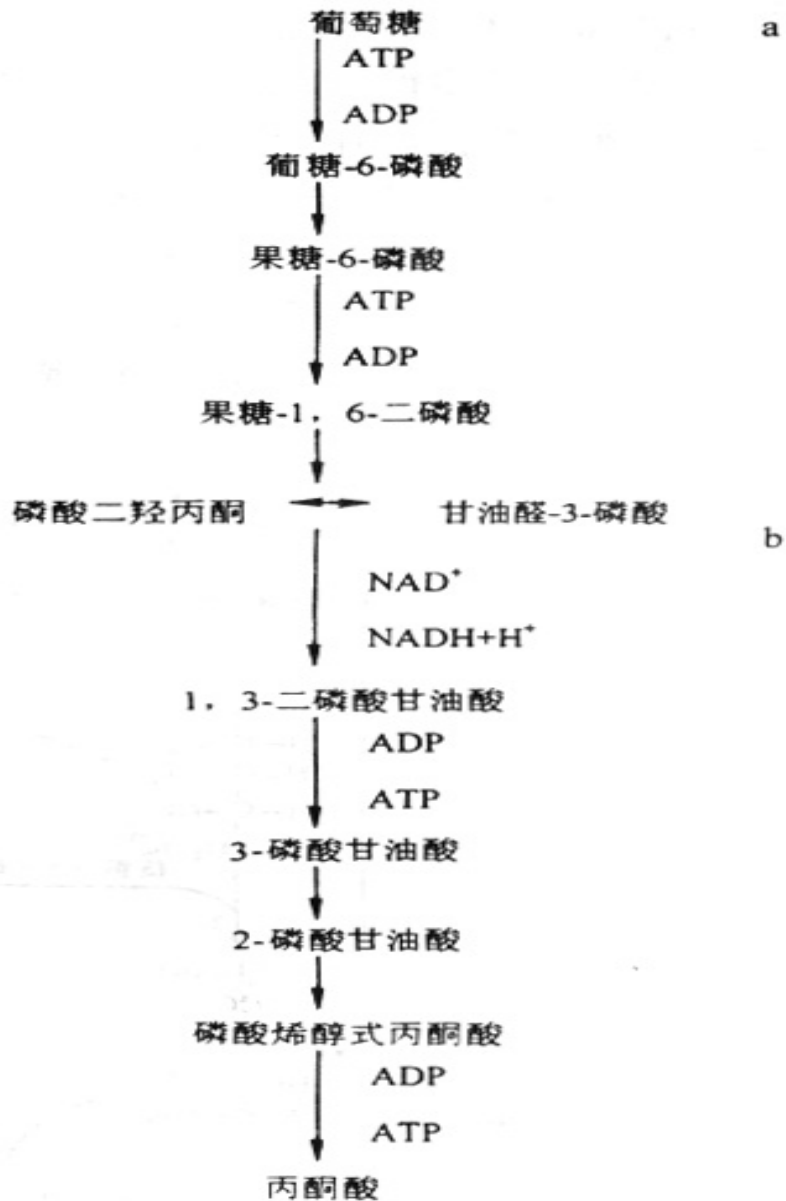 葡萄糖 a
ATP
ADP
葡糖-6-磷酸
果糖-6-磷酸
ATP
ADP
果糖-1，6-二磷酸
磷酸二羟丙酮 甘油醛-3-磷酸
b
NAD⁺
NADH+H⁺
1，3-二磷酸甘油酸
ADP
ATP
3-磷酸甘油酸
2-磷酸甘油酸
磷酸烯醇式丙酮酸
ADP
ATP
丙酮酸